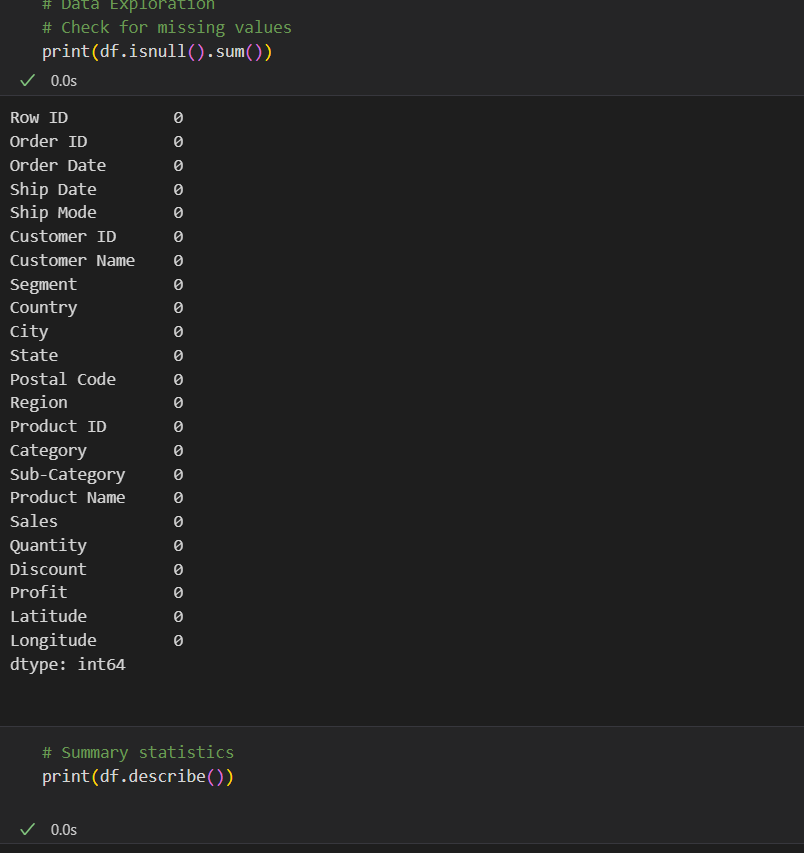 # Data Exploration
# Check for missing values
print(df.isnull().sum())
0.0s
Row ID 0
Order ID 0
Order Date 0
Ship Date 0
Ship Mode 0
Customer ID 0
Customer Name 0
Segment 0
Country 0
City 0
State 0
Postal Code 0
Region 0
Product ID 0
Category 0
Sub-Category 0
Product Name 0
Sales 0
Quantity 0
Discount 0
Profit 0
Latitude 0
Longitude 0
dtype: int64
# Summary statistics
print(df.describe())
0.0s